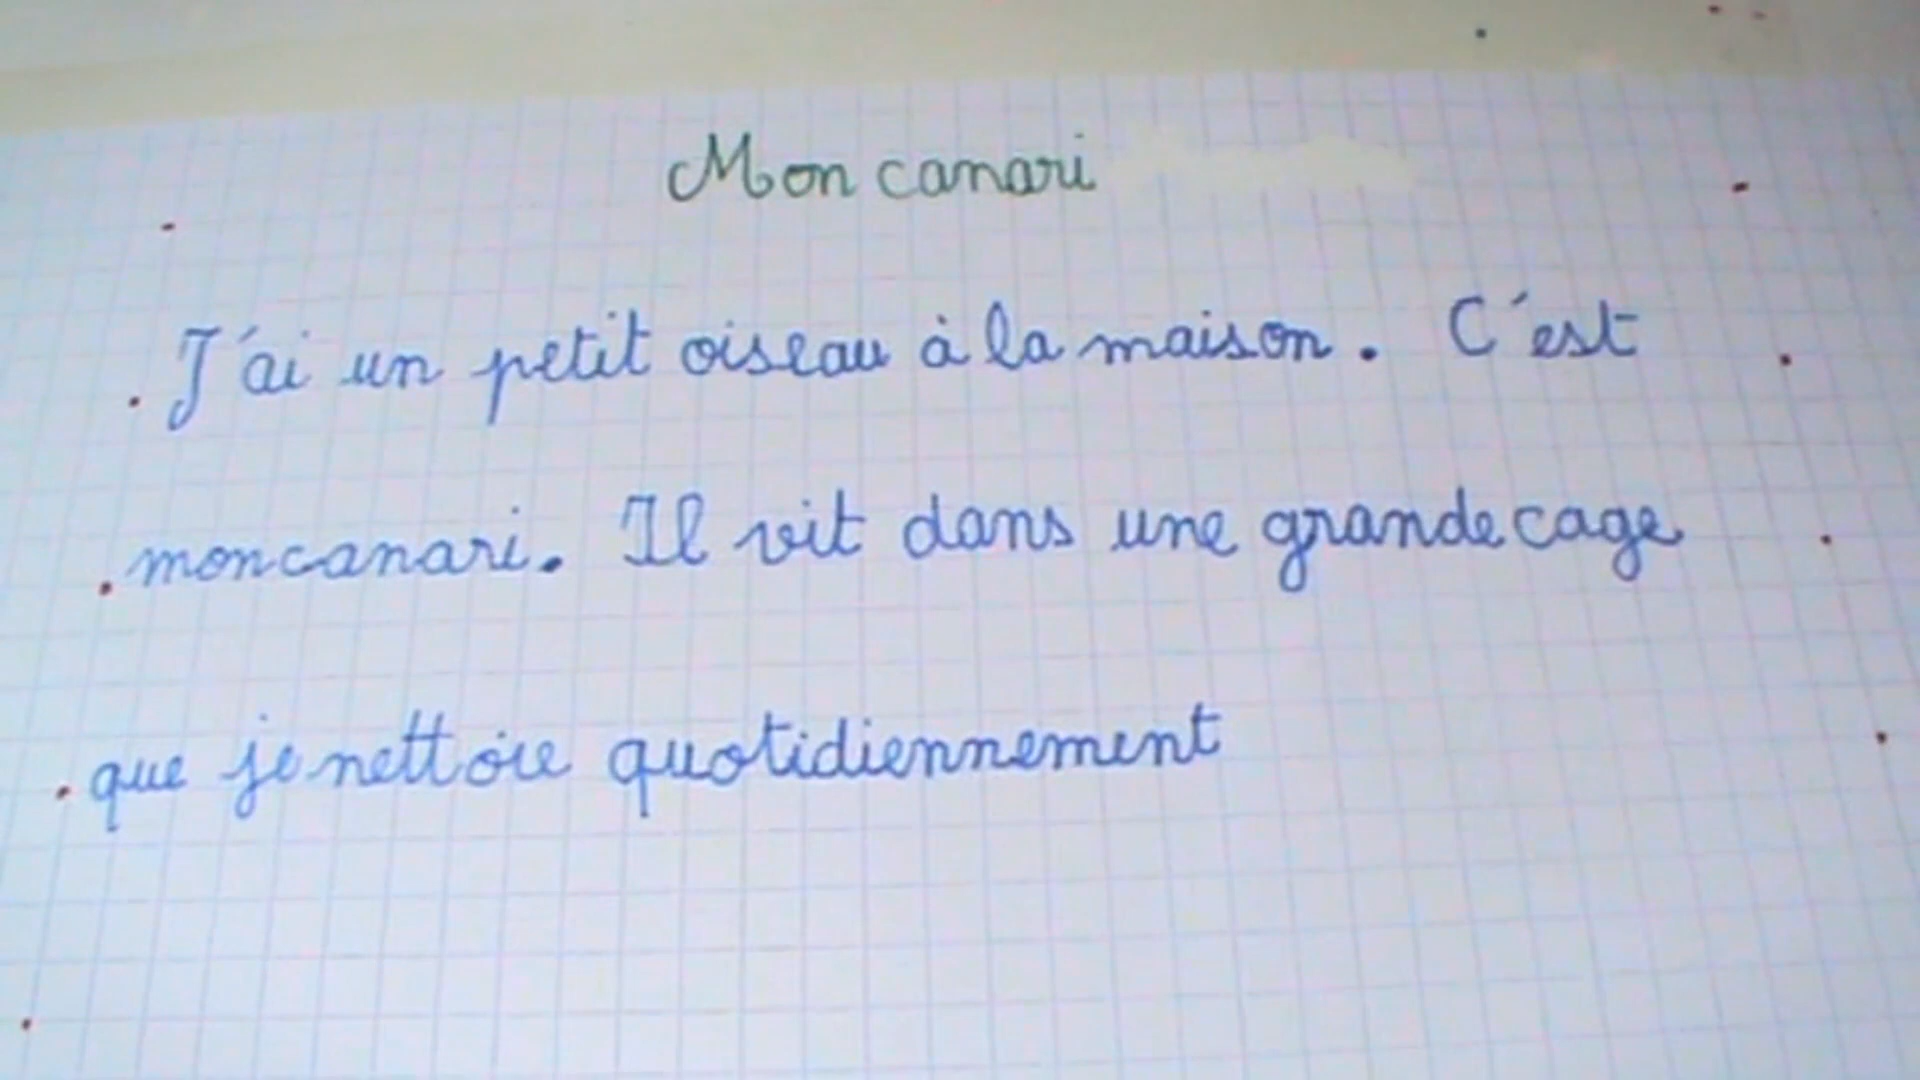 Mon canari
J'ai un petit oiseau à la maison. C'est
mon canari. Il vit dans une grande cage
que je nettoie quotidiennement